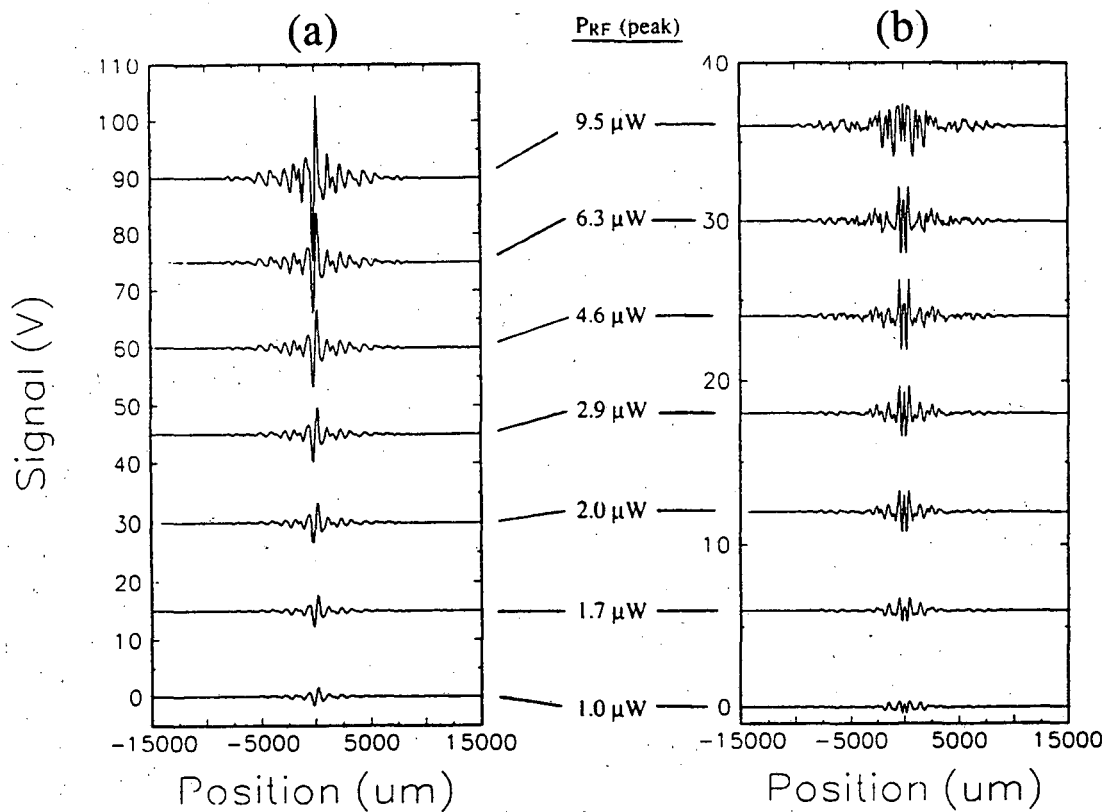 (a)
PRF (peak)
(b)
110
100
90
80
70
60
50
40
30
20
10
0
-15000 -5000 5000 15000
Position (um)
Signal (V)
9.5 μW
6.3 μW
4.6 μW
2.9 μW
2.0 μW
1.7 μW
1.0 μW
40
30
20
10
0
-15000 -5000 5000 15000
Position (um)